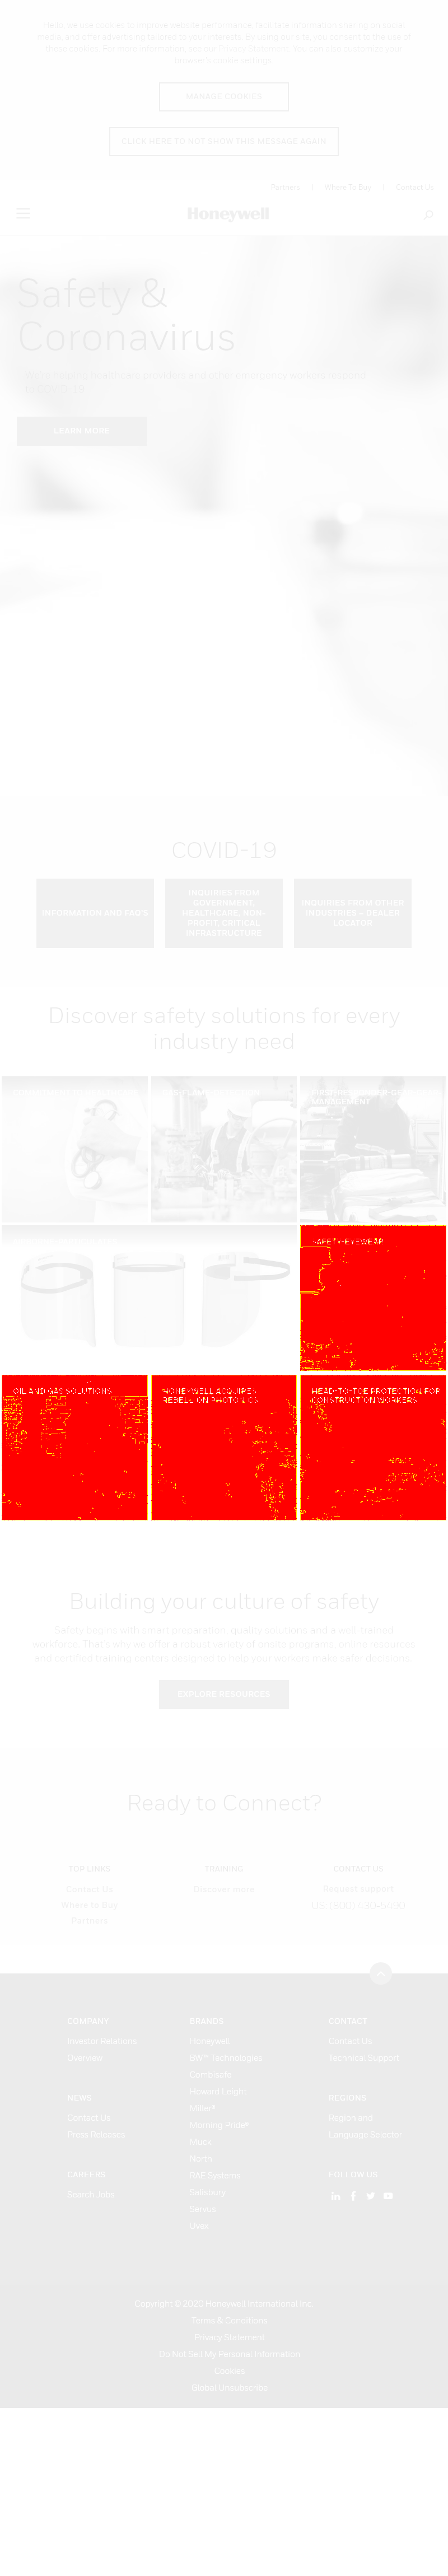 Hello, we use cookies to improve website performance, facilitate information sharing on social
media, and offer advertising tailored to your interests. By using our site, you consent to the use of
these cookies. For more information, see our Privacy Statement. You can also customize your
browser's cookie settings.
MANAGE COOKIES
CLICK HERE TO NOT SHOW THIS MESSAGE AGAIN
Partners | Where To Buy | Contact Us
Honeywell
Safety &
Coronavirus
LEARN MORE
COVID-19
INFORMATION AND FAQ'S
INQUIRIES FROM
GOVERNMENT,
HEALTHCARE, NON-
PROFIT, CRITICAL
INFRASTRUCTURE
INQUIRIES FROM OTHER
INDUSTRIES – DEALER
LOCATOR
Discover safety solutions for every
industry need
MANAGEMENT
SAFETY EYEWEAR
OIL AND GAS SOLUTIONS
HONEYWELL ACQUIRES
REBELLION PHOTONICS
HEAD-TO-TOE PROTECTION FOR
CONSTRUCTION WORKERS
Building your culture of safety
Safety begins with smart preparation, quality solutions and a well-trained
workforce. That's why we offer a robust variety of onsite programs, online resources
and certified training centers designed to help your workers make safer decisions.
EXPLORE RESOURCES
Ready to Connect?
TOP LINKS
Contact Us
Where to Buy
Partners
TRAINING
Discover more
CONTACT US
Request support
US: (800) 430-5490
COMPANY
Investor Relations
Overview
NEWS
Contact Us
Press Releases
CAREERS
Search Jobs
BRANDS
Honeywell
BW™ Technologies
Combisafe
Howard Leight
Miller®
Morning Pride®
Muck
North
RAE Systems
Salisbury
Servus
Uvex
CONTACT
Contact Us
Technical Support
REGIONS
Region and
Language Selector
FOLLOW US
Copyright © 2020 Honeywell International Inc.
Terms & Conditions
Privacy Statement
Do Not Sell My Personal Information
Cookies
Global Unsubscribe